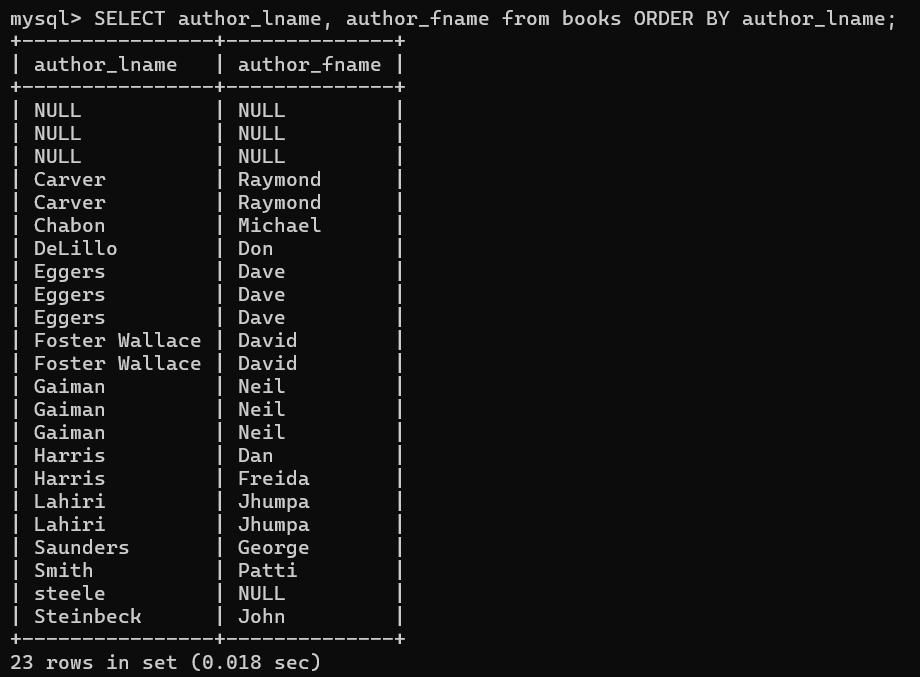 mysql> SELECT author_lname, author_fname from books ORDER BY author_lname;
+----------------+--------------+
| author_lname   | author_fname |
+----------------+--------------+
| NULL           | NULL         |
| NULL           | NULL         |
| NULL           | NULL         |
| Carver         | Raymond      |
| Carver         | Raymond      |
| Chabon         | Michael      |
| DeLillo        | Don          |
| Eggers         | Dave         |
| Eggers         | Dave         |
| Eggers         | Dave         |
| Foster Wallace | David        |
| Foster Wallace | David        |
| Gaiman         | Neil         |
| Gaiman         | Neil         |
| Gaiman         | Neil         |
| Harris         | Dan          |
| Harris         | Freida       |
| Lahiri         | Jhumpa       |
| Lahiri         | Jhumpa       |
| Saunders       | George       |
| Smith          | Patti        |
| steele         | NULL         |
| Steinbeck      | John         |
+----------------+--------------+
23 rows in set (0.018 sec)